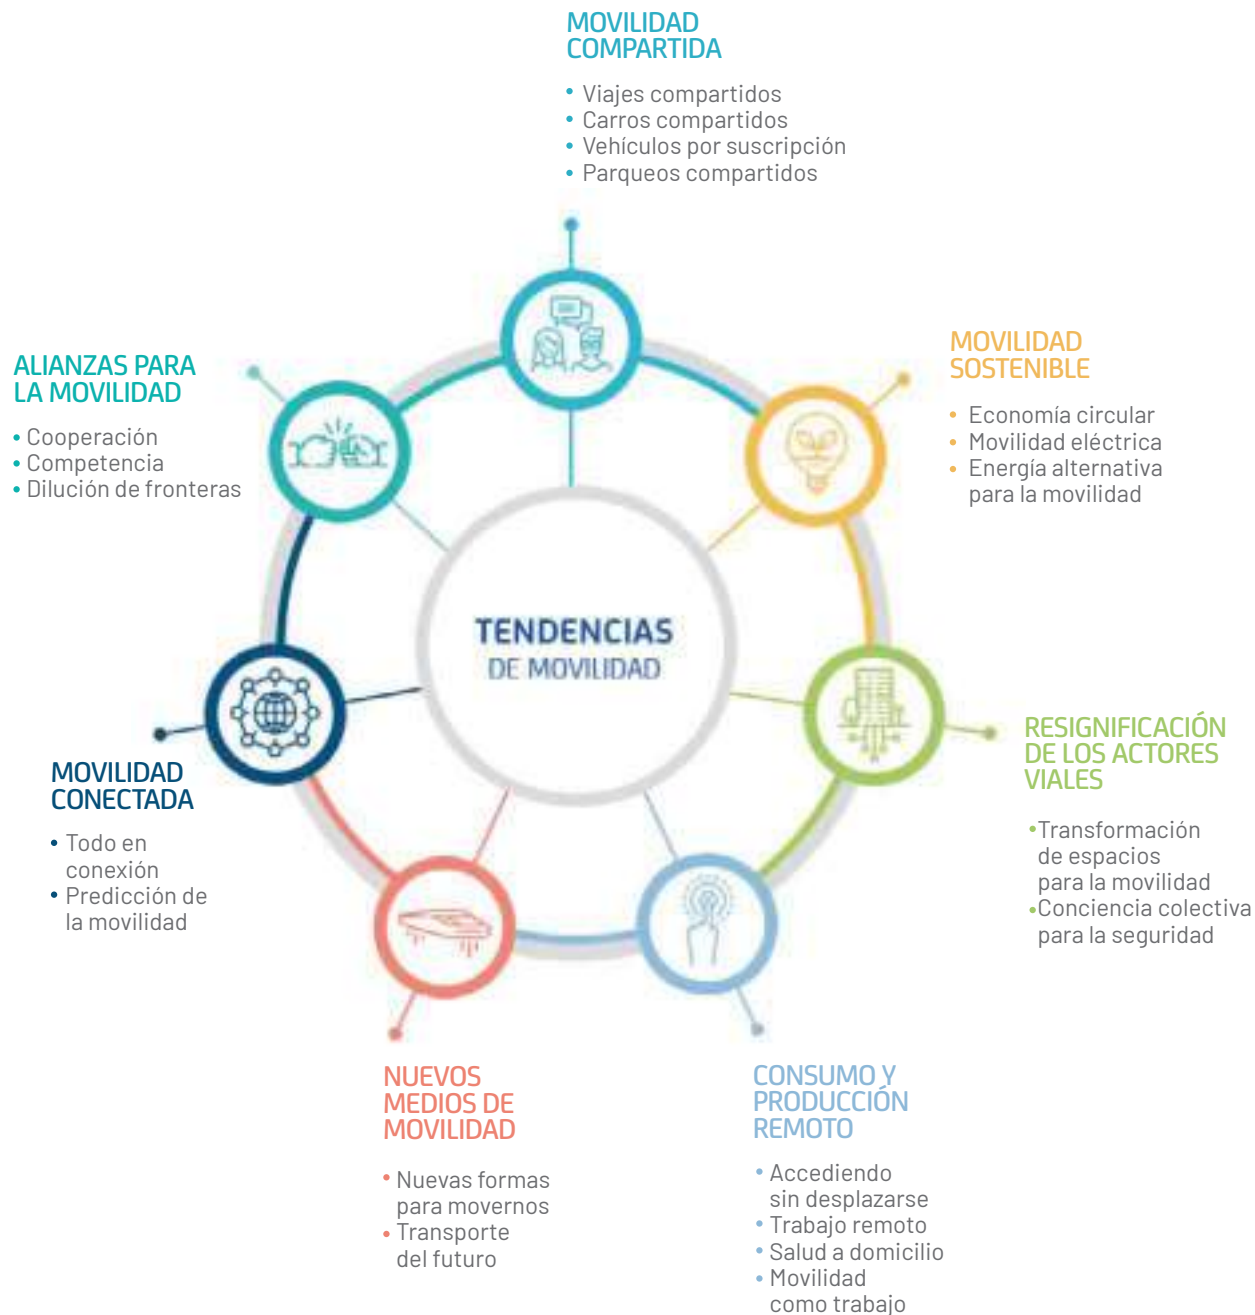 MOVILIDAD
COMPARTIDA
• Viajes compartidos
• Carros compartidos
• Vehículos por suscripción
• Parqueos compartidos
MOVILIDAD
SOSTENIBLE
• Economía circular
• Movilidad eléctrica
• Energía alternativa
para la movilidad
ALIANZAS PARA
LA MOVILIDAD
• Cooperación
• Competencia
• Dilución de fronteras
TENDENCIAS
DE MOVILIDAD
RESIGNIFICACIÓN
DE LOS ACTORES
VIALES
• Transformación
de espacios
para la movilidad
• Conciencia colectiva
para la seguridad
MOVILIDAD
CONECTADA
• Todo en
conexión
• Predicción de
la movilidad
NUEVOS
MEDIOS DE
MOVILIDAD
• Nuevas formas
para movernos
• Transporte
del futuro
CONSUMO Y
PRODUCCIÓN
REMOTO
• Accediendo
sin desplazarse
• Trabajo remoto
• Salud a domicilio
• Movilidad
como trabajo